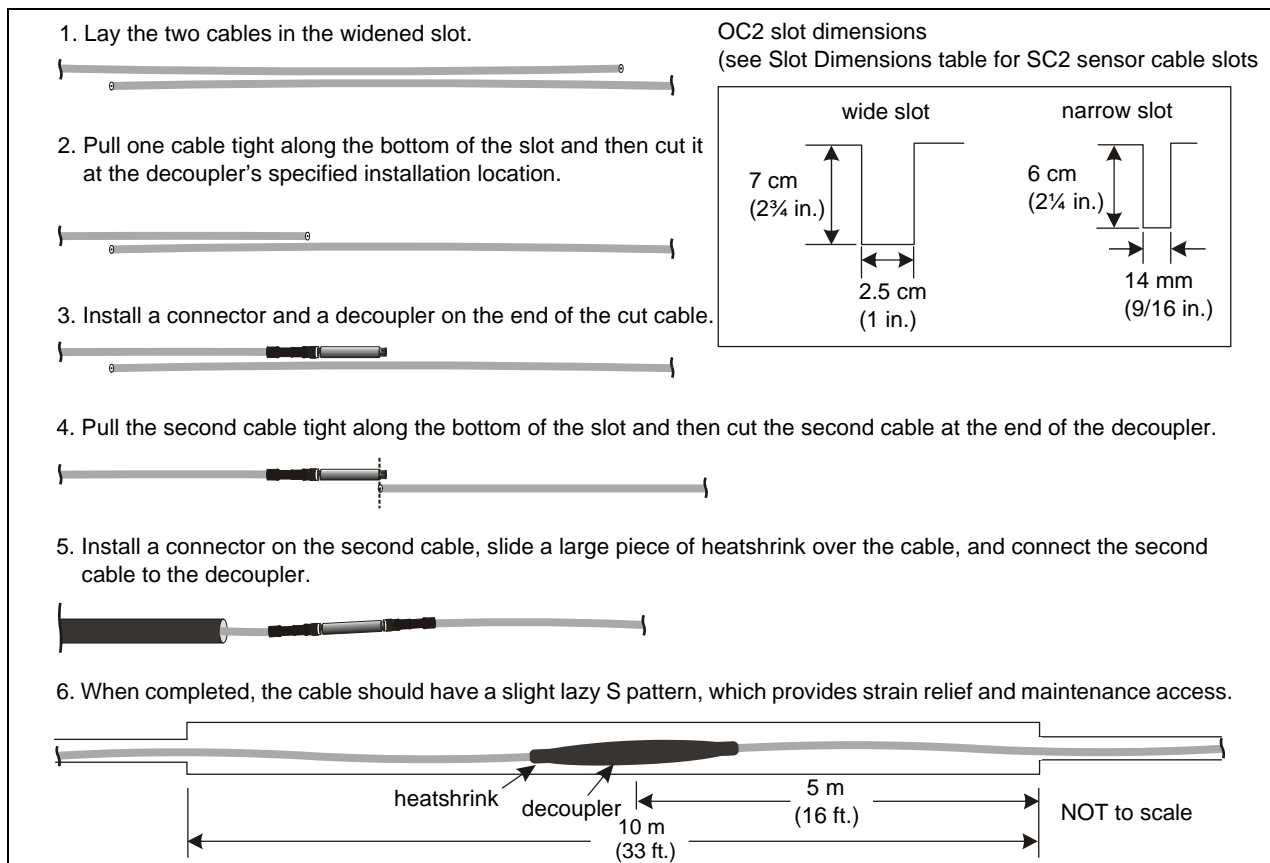 1. Lay the two cables in the widened slot.
OC2 slot dimensions
(see Slot Dimensions table for SC2 sensor cable slots
wide slot
narrow slot
7 cm
(2¾ in.)
2.5 cm
(1 in.)
6 cm
(2¼ in.)
14 mm
(9/16 in.)
2. Pull one cable tight along the bottom of the slot and then cut it
at the decoupler’s specified installation location.
3. Install a connector and a decoupler on the end of the cut cable.
4. Pull the second cable tight along the bottom of the slot and then cut the second cable at the end of the decoupler.
5. Install a connector on the second cable, slide a large piece of heatshrink over the cable, and connect the second
cable to the decoupler.
6. When completed, the cable should have a slight lazy S pattern, which provides strain relief and maintenance access.
heatshrink
decoupler
5 m
(16 ft.)
10 m
(33 ft.)
NOT to scale